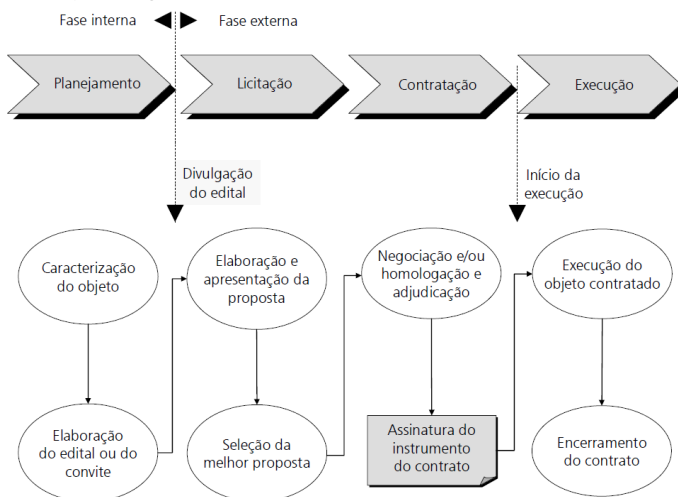 Fase interna
Fase externa
Planejamento
Licitação
Contratação
Execução
Divulgação
do edital
Início da
execução
Caracterização
do objeto
Elaboração e
apresentação da
proposta
Negociação e/ou
homologação e
adjudicação
Execução do
objeto contratado
Elaboração
do edital ou do
convite
Seleção da
melhor proposta
Assinatura do
instrumento
do contrato
Encerramento
do contrato